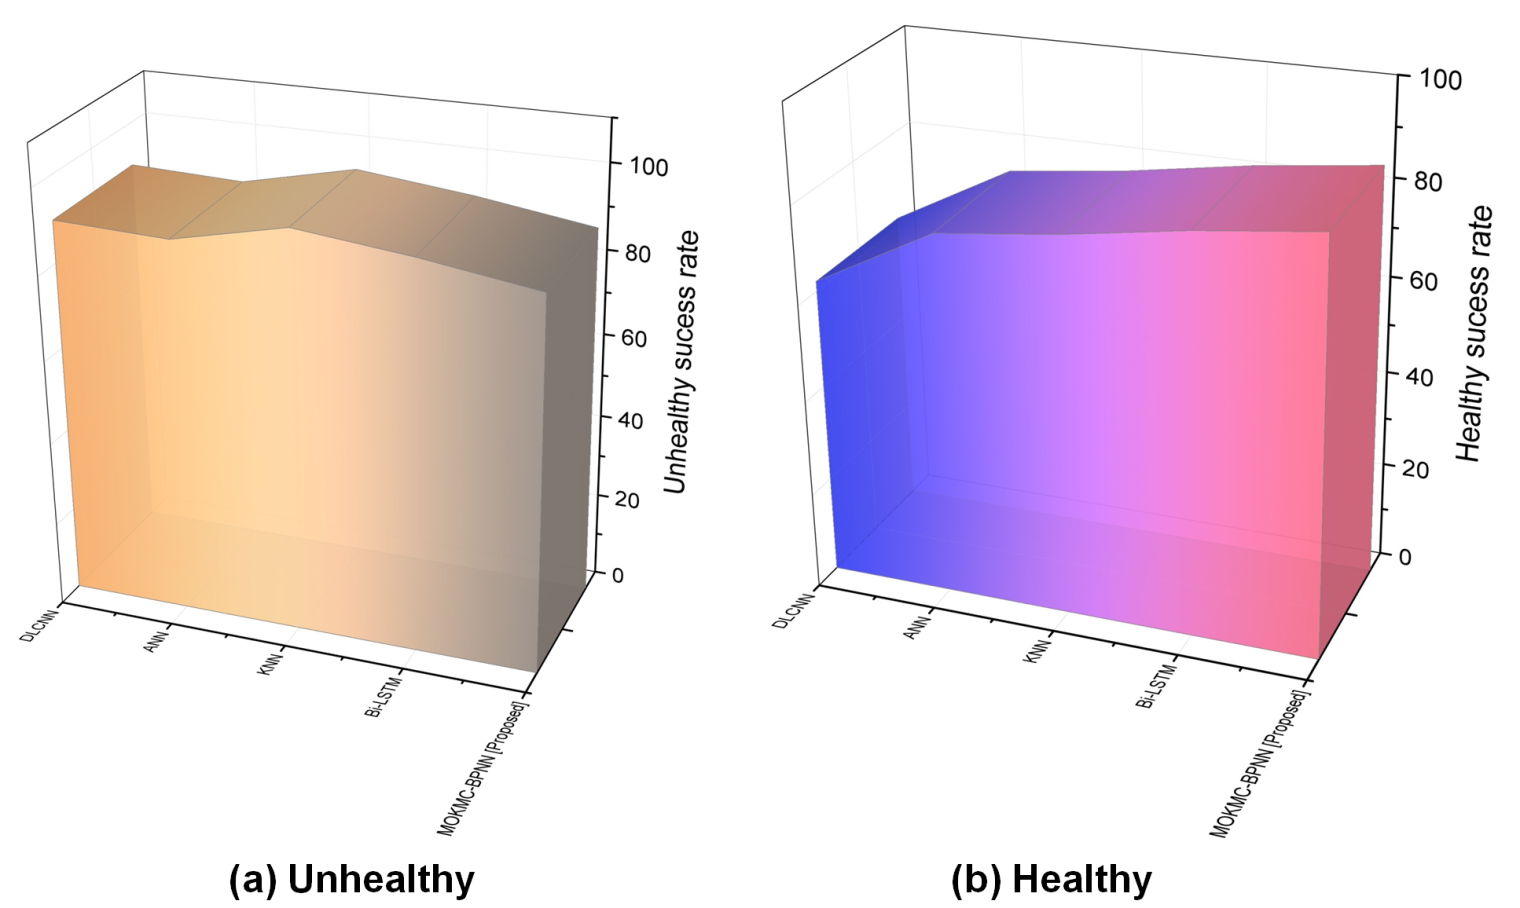 100
80
60
40
20
0
Unhealthy sucess rate
DLCNN
ANN
KNN
Bi-LSTM
MOKMC-BPNN [Proposed]
(a) Unhealthy
100
80
60
40
20
0
Healthy sucess rate
DLCNN
ANN
KNN
Bi-LSTM
MOKMC-BPNN [Proposed]
(b) Healthy